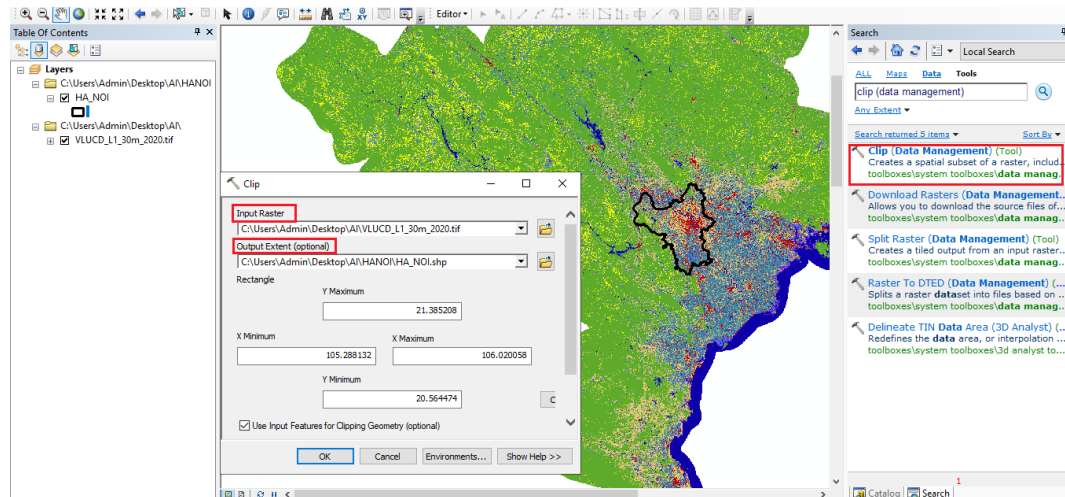 Editor
Table Of Contents
Layers
C:\Users\Admin\Desktop\AI\HANOI
HA_NOI
C:\Users\Admin\Desktop\AI\
VLUCD_L1_30m_2020.tif
Clip
Input Raster
C:\Users\Admin\Desktop\AI\VLUCD_L1_30m_2020.tif
Output Extent (optional)
C:\Users\Admin\Desktop\AI\HANOI\HA_NOI.shp
Rectangle
Y Maximum
21.385208
X Minimum
X Maximum
105.288132
106.020058
Y Minimum
20.564474
C
Use Input Features for Clipping Geometry (optional)
OK
Cancel
Environments...
Show Help >>
Search
Local Search
ALL Maps Data Tools
clip (data management)
Any Extent
Search returned 5 items
Sort By
Clip (Data Management) (Tool)
Creates a spatial subset of a raster, includ..
toolboxes\system toolboxes\data manag..
Download Rasters (Data Management...
Allows you to download the source files of...
toolboxes\system toolboxes\data manag...
Split Raster (Data Management) (Tool)
Creates a tiled output from an input raster...
toolboxes\system toolboxes\data manag...
Raster To DTED (Data Management) (...
Splits a raster dataset into files based on ...
toolboxes\system toolboxes\data manag...
Delineate TIN Data Area (3D Analyst) (..
Redefines the data area, or interpolation ...
toolboxes\system toolboxes\3d analyst to...
1
Catalog
Search